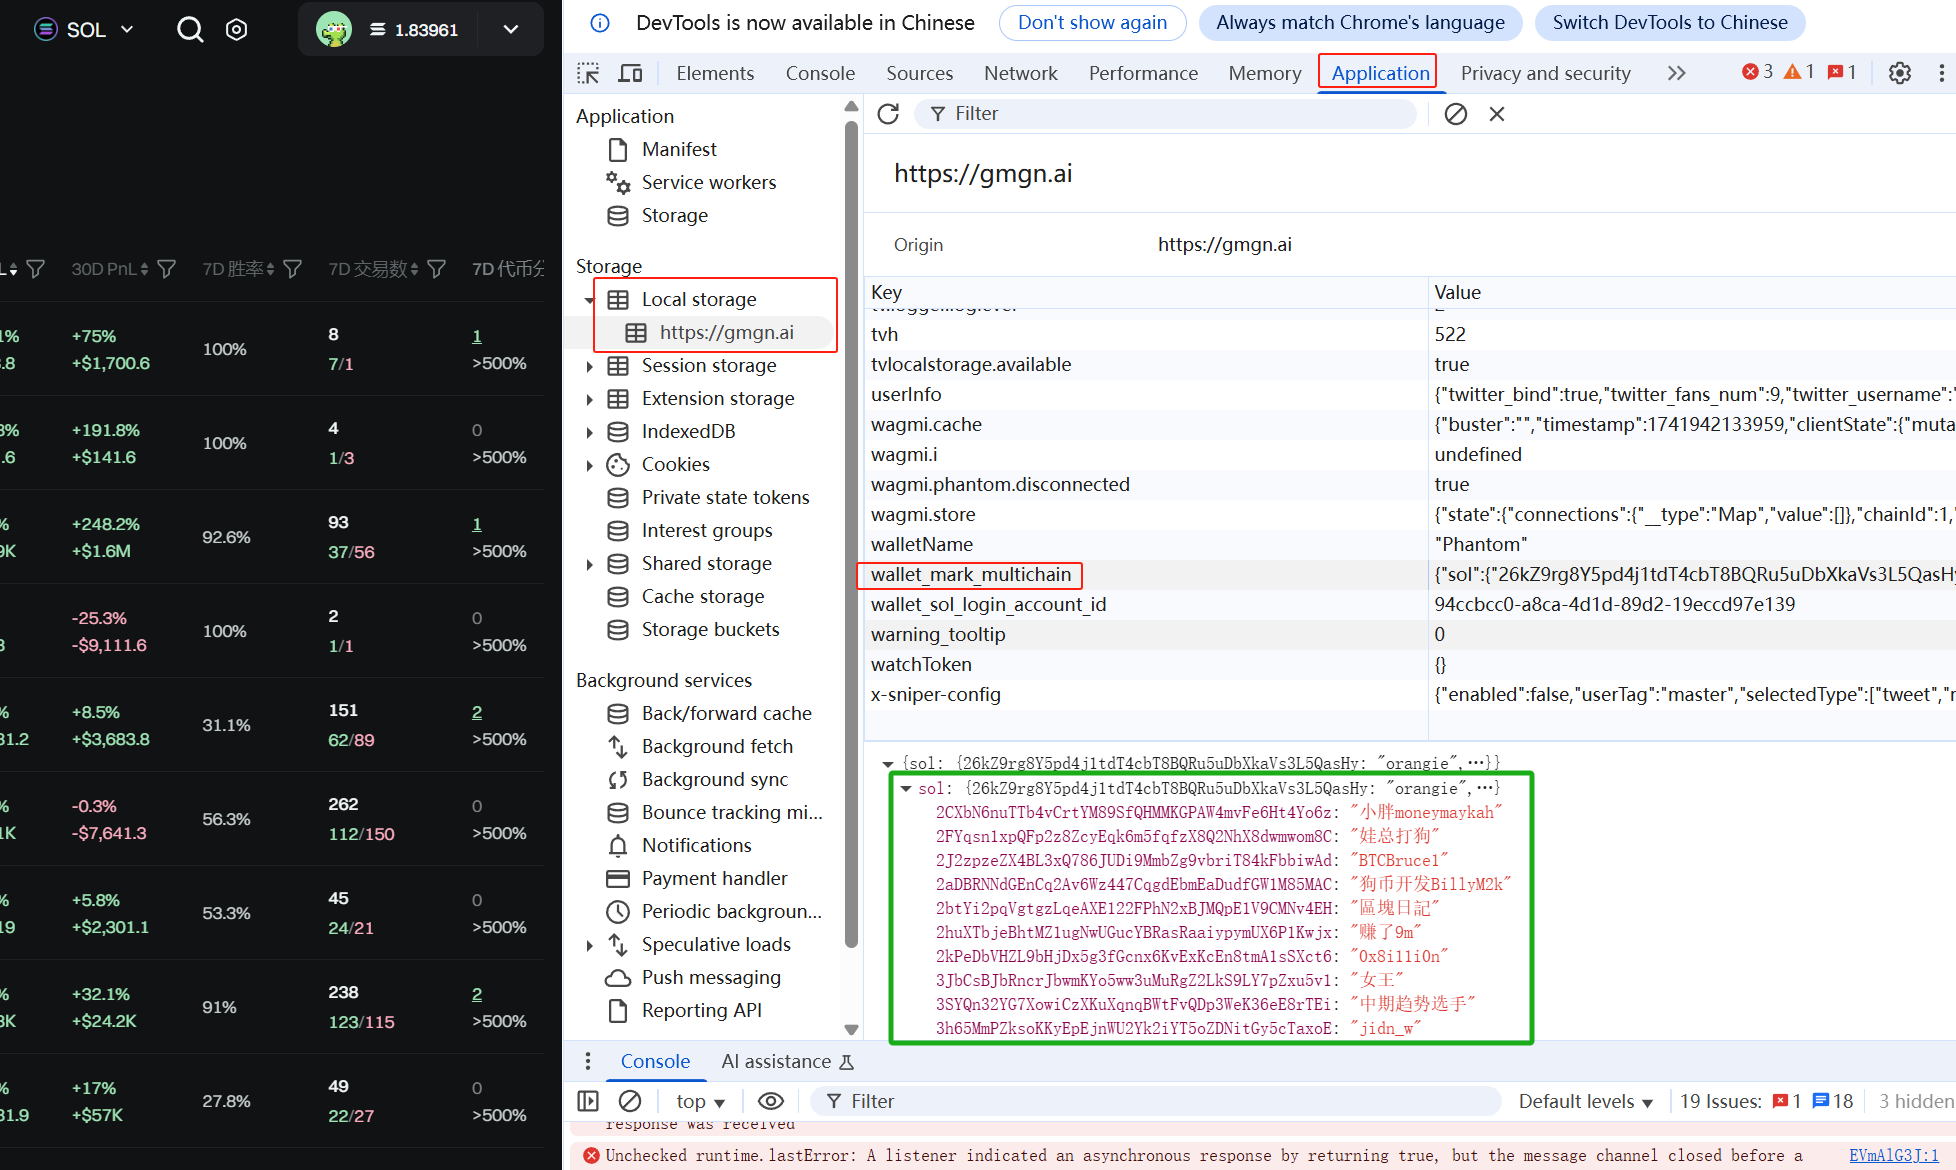 SOL
1.83961
30D PnL
7D 胜率
7D 交易数
7D 代币分
+75%
+$1,700.6
100%
8
7/1
1
>500%
+191.8%
+$141.6
100%
4
1/3
0
>500%
+248.2%
+$1.6M
92.6%
93
37/56
1
>500%
-25.3%
-$9,111.6
100%
2
1/1
0
>500%
+8.5%
+$3,683.8
31.1%
151
62/89
2
>500%
-0.3%
-$7,641.3
56.3%
262
112/150
0
>500%
+5.8%
+$2,301.1
53.3%
45
24/21
0
>500%
+32.1%
+$24.2K
91%
238
123/115
2
>500%
+17%
+$57K
27.8%
49
22/27
0
>500%
DevTools is now available in Chinese
Don't show again
Always match Chrome's language
Switch DevTools to Chinese
Elements
Console
Sources
Network
Performance
Memory
Application
Privacy and security
3
1
1
Application
Manifest
Service workers
Storage
Storage
Local storage
https://gmgn.ai
Session storage
Extension storage
IndexedDB
Cookies
Private state tokens
Interest groups
Shared storage
Cache storage
Storage buckets
Background services
Back/forward cache
Background fetch
Background sync
Bounce tracking mi...
Notifications
Payment handler
Periodic backgroun...
Speculative loads
Push messaging
Reporting API
Filter
https://gmgn.ai
Origin
https://gmgn.ai
Key Value
tvh 522
tvlocalstorage.available true
userInfo {"twitter_bind":true,"twitter_fans_num":9,"twitter_username":"
wagmi.cache {"buster":"","timestamp":1741942133959,"clientState":{"muta
wagmi.i undefined
wagmi.phantom.disconnected true
wagmi.store {"state":{"connections":{"__type":"Map","value":[]},"chainId":1,"
walletName "Phantom"
wallet_mark_multichain {"sol":{"26kZ9rg8Y5pd4j1tdT4cbT8BQRu5uDbXkaVs3L5QasHy
wallet_sol_login_account_id 94ccbcc0-a8ca-4d1d-89d2-19eccd97e139
warning_tooltip 0
watchToken {}
x-sniper-config {"enabled":false,"userTag":"master","selectedType":["tweet","r
{sol: {26kZ9rg8Y5pd4j1tdT4cbT8BQRu5uDbXkaVs3L5QasHy: "orangie",…}}
sol: {26kZ9rg8Y5pd4j1tdT4cbT8BQRu5uDbXkaVs3L5QasHy: "orangie",…}
2CXbN6nuTTb4vCrtYM89SfQHMMKGPAW4mvFe6Ht4Yo6z: "小胖moneymaykah"
2FYqsnlxpQFp2z8ZcyEqk6m5fqfzX8Q2NhX8dwmwom8C: "娃总打狗"
2J2zpzeZX4BL3xQ786JUDi9MmbZg9vbriT84kFbbiwAd: "BTCBruce1"
2aDBRNNdGEnCq2Av6Wz447CqgdEbmEaDudfGW1M85MAC: "狗币开发BillyM2k"
2btYi2pqVgtgzLqeAXE122FPhN2xBJMQpE1V9CMNv4EH: "區塊日記"
2huXTbjeBhtMZ1ugNwUGucYBRasRaaiypymUX6P1Kwjx: "赚了9m"
2kPeDbVHZL9bHjDx5g3fGcnx6KvExKcEn8tmA1sSXct6: "0x8i11i0n"
3JbCsBJbRncrJbwmKYo5ww3uMuRgZ2LkS9LY7pZxu5v1: "女王"
3SYQn32YG7XowiCzXKuXqnqBWtFvQDp3WeK36eE8rTEi: "中期趋势选手"
3h65MmPZksoKKyEpEjnWU2Yk2iYT5oZDNitGy5cTaxoE: "jidn_w"
Console
AI assistance
top
Filter
Default levels
19 Issues: 1 18
3 hidden
response was received
Unchecked runtime.lastError: A listener indicated an asynchronous response by returning true, but the message channel closed before a
EVmAlG3J:1